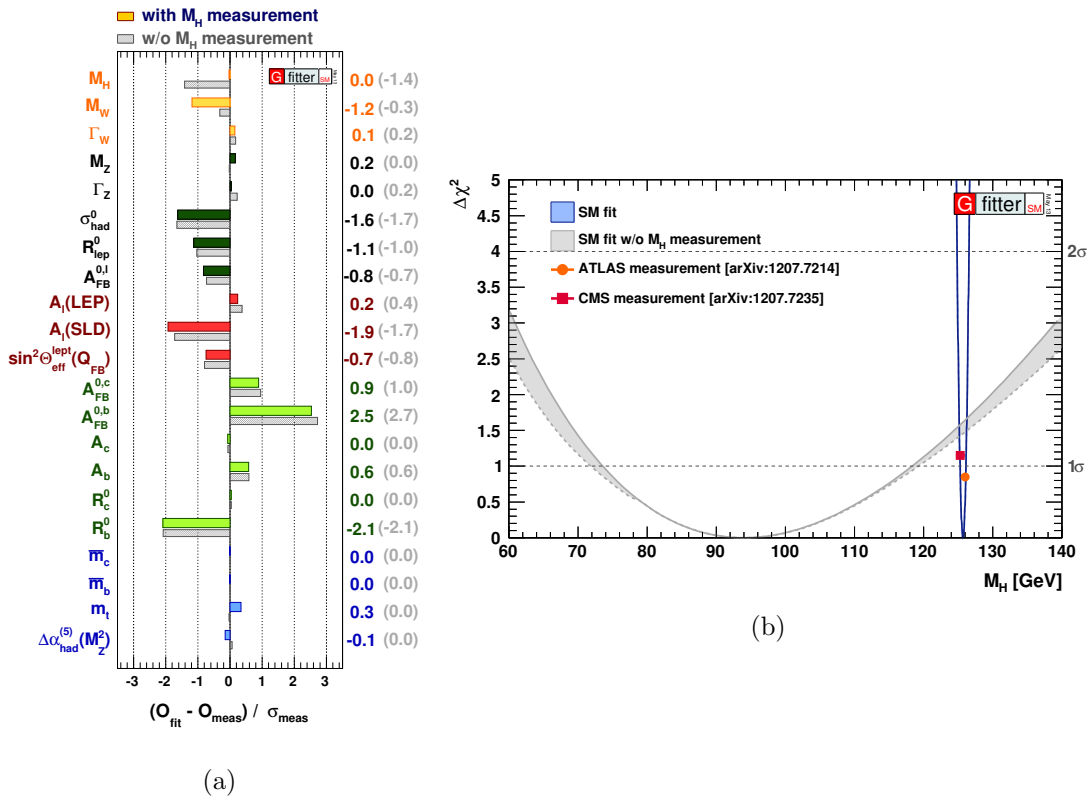 with M_H measurement
w/o M_H measurement
G fitter SM
M_H 0.0 (-1.4)
M_W -1.2 (-0.3)
Γ_W 0.1 (0.2)
M_Z 0.2 (0.0)
Γ_Z 0.0 (0.2)
σ^0_had -1.6 (-1.7)
R^0_lep -1.1 (-1.0)
A^{0,l}_FB -0.8 (-0.7)
A_l(LEP) 0.2 (0.4)
A_l(SLD) -1.9 (-1.7)
sin²Θ^lept_eff(Q_FB) -0.7 (-0.8)
A^{0,c}_FB 0.9 (1.0)
A^{0,b}_FB 2.5 (2.7)
A_c 0.0 (0.0)
A_b 0.6 (0.6)
R^0_c 0.0 (0.0)
R^0_b -2.1 (-2.1)
m̅_c 0.0 (0.0)
m̅_b 0.0 (0.0)
m_t 0.3 (0.0)
Δα^(5)_had(M²_Z) -0.1 (0.0)
-3 -2 -1 0 1 2 3
(O_fit - O_meas) / σ_meas
(a)
Δχ²
5
4.5
4
3.5
3
2.5
2
1.5
1
0.5
0
G fitter SM
May 13
SM fit
SM fit w/o M_H measurement
ATLAS measurement [arXiv:1207.7214]
CMS measurement [arXiv:1207.7235]
2σ
1σ
60 70 80 90 100 110 120 130 140
M_H [GeV]
(b)